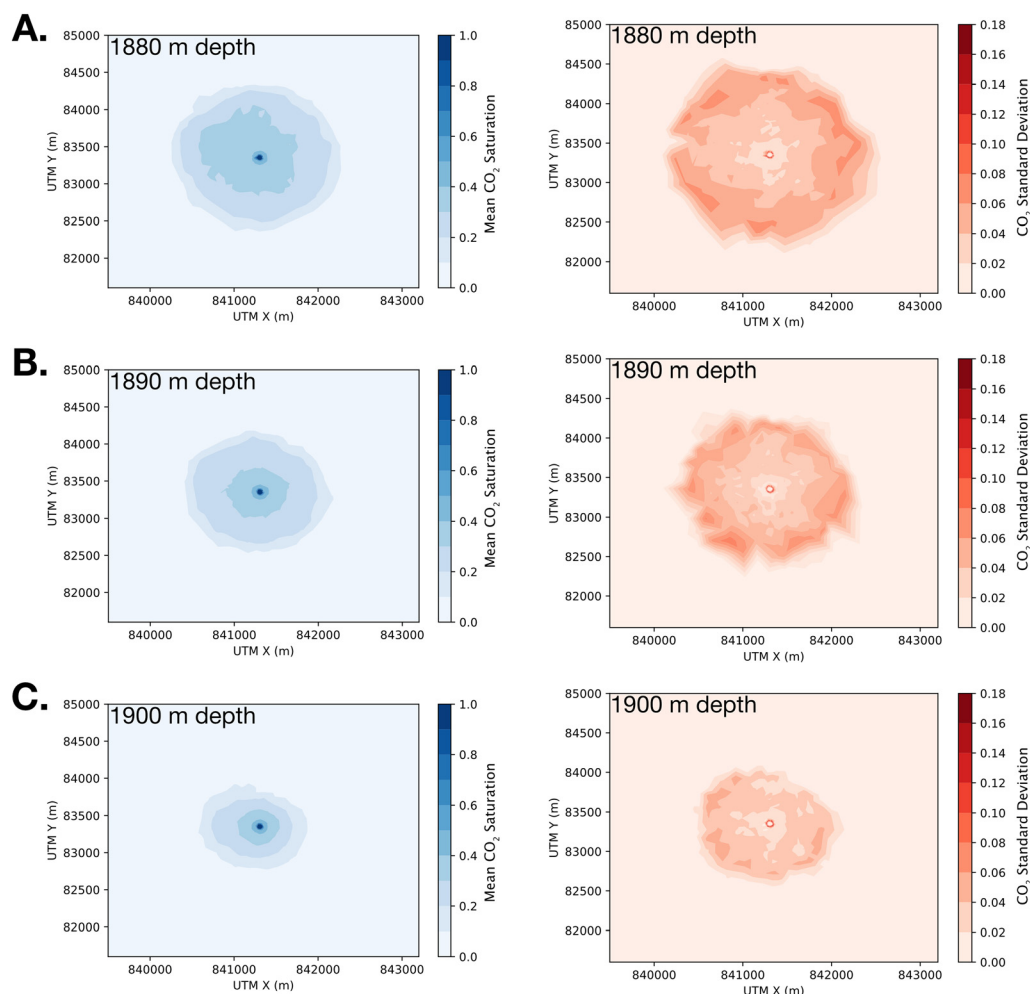 A.
1880 m depth
85000
84500
84000
83500
83000
82500
82000
UTM Y (m)
840000 841000 842000 843000
UTM X (m)
1.0
0.8
0.6
0.4
0.2
0.0
Mean CO2 Saturation
1880 m depth
85000
84500
84000
83500
83000
82500
82000
UTM Y (m)
840000 841000 842000 843000
UTM X (m)
0.18
0.16
0.14
0.12
0.10
0.08
0.06
0.04
0.02
0.00
CO, Standard Deviation
B.
1890 m depth
85000
84500
84000
83500
83000
82500
82000
UTM Y (m)
840000 841000 842000 843000
UTM X (m)
1.0
0.8
0.6
0.4
0.2
0.0
Mean CO2 Saturation
1890 m depth
85000
84500
84000
83500
83000
82500
82000
UTM Y (m)
840000 841000 842000 843000
UTM X (m)
0.18
0.16
0.14
0.12
0.10
0.08
0.06
0.04
0.02
0.00
CO, Standard Deviation
C.
1900 m depth
85000
84500
84000
83500
83000
82500
82000
UTM Y (m)
840000 841000 842000 843000
UTM X (m)
1.0
0.8
0.6
0.4
0.2
0.0
Mean CO2 Saturation
1900 m depth
85000
84500
84000
83500
83000
82500
82000
UTM Y (m)
840000 841000 842000 843000
UTM X (m)
0.18
0.16
0.14
0.12
0.10
0.08
0.06
0.04
0.02
0.00
CO, Standard Deviation